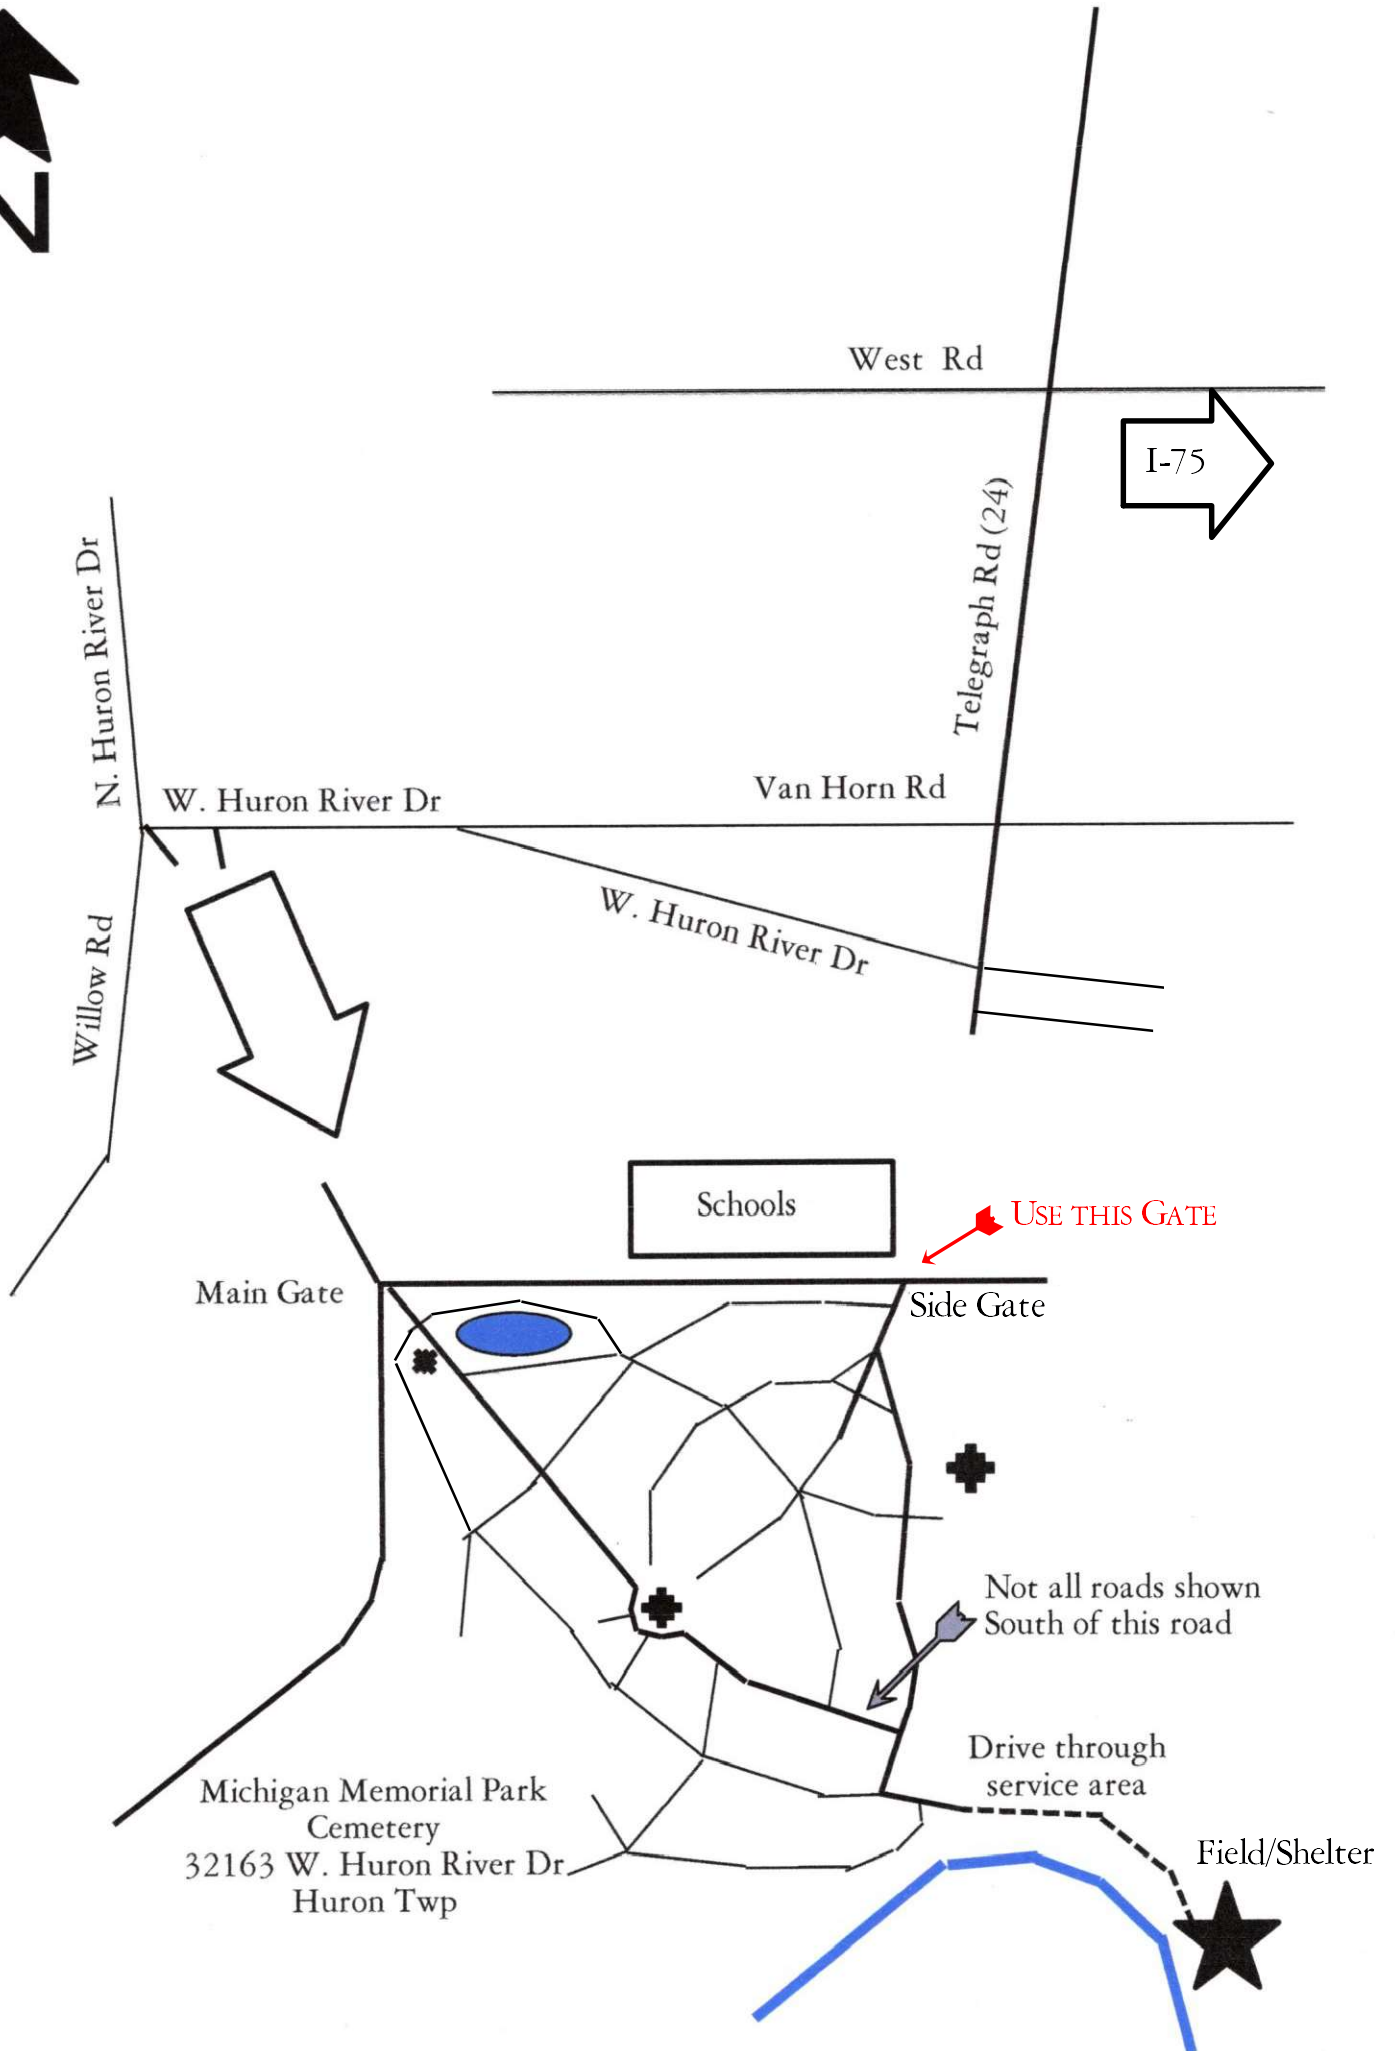 N
West Rd
I-75
Telegraph Rd (24)
N. Huron River Dr
W. Huron River Dr
Van Horn Rd
W. Huron River Dr
Willow Rd
Schools
USE THIS GATE
Main Gate
Side Gate
Not all roads shown
South of this road
Drive through
service area
Michigan Memorial Park
Cemetery
32163 W. Huron River Dr
Huron Twp
Field/Shelter